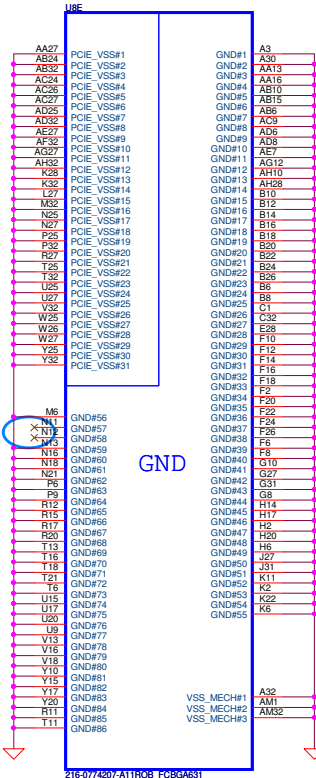 U8E
AA27 PCIE_VSS#1
AB24 PCIE_VSS#2
AB32 PCIE_VSS#3
AC24 PCIE_VSS#4
AC26 PCIE_VSS#5
AC27 PCIE_VSS#6
AD25 PCIE_VSS#7
AD32 PCIE_VSS#8
AE27 PCIE_VSS#9
AF32 PCIE_VSS#10
AG27 PCIE_VSS#11
AH32 PCIE_VSS#12
K28 PCIE_VSS#13
K32 PCIE_VSS#14
L27 PCIE_VSS#15
M32 PCIE_VSS#16
N25 PCIE_VSS#17
N27 PCIE_VSS#18
P25 PCIE_VSS#19
P32 PCIE_VSS#20
R27 PCIE_VSS#21
T25 PCIE_VSS#22
T32 PCIE_VSS#23
U25 PCIE_VSS#24
U27 PCIE_VSS#25
V32 PCIE_VSS#26
W25 PCIE_VSS#27
W26 PCIE_VSS#28
W27 PCIE_VSS#29
Y25 PCIE_VSS#30
Y32 PCIE_VSS#31
M6 GND#56
N11 GND#57
N12 GND#58
N13 GND#59
N16 GND#60
N18 GND#61
N21 GND#62
P6 GND#63
P9 GND#64
R12 GND#65
R15 GND#66
R17 GND#67
R20 GND#68
T13 GND#69
T16 GND#70
T18 GND#71
T21 GND#72
T6 GND#73
U15 GND#74
U17 GND#75
U20 GND#76
U9 GND#77
V13 GND#78
V16 GND#79
V18 GND#80
Y10 GND#81
Y15 GND#82
Y17 GND#83
Y20 GND#84
R11 GND#85
T11 GND#86
GND
GND#1 A3
GND#2 A30
GND#3 AA13
GND#4 AA16
GND#5 AB10
GND#6 AB15
GND#7 AB6
GND#8 AC9
GND#9 AD6
GND#10 AD8
GND#11 AE7
GND#12 AG12
GND#13 AH10
GND#14 AH28
GND#15 B10
GND#16 B12
GND#17 B14
GND#18 B16
GND#19 B18
GND#20 B20
GND#21 B22
GND#22 B24
GND#23 B26
GND#24 B6
GND#25 B8
GND#26 C1
GND#27 C32
GND#28 E28
GND#29 F10
GND#30 F12
GND#31 F14
GND#32 F16
GND#33 F18
GND#34 F2
GND#35 F20
GND#36 F22
GND#37 F24
GND#38 F26
GND#39 F6
GND#40 F8
GND#41 G10
GND#42 G27
GND#43 G31
GND#44 G8
GND#45 H14
GND#46 H17
GND#47 H2
GND#48 H20
GND#49 H6
GND#50 J27
GND#51 J31
GND#52 K11
GND#53 K2
GND#54 K22
GND#55 K6
VSS_MECH#1 A32
VSS_MECH#2 AM1
VSS_MECH#3 AM32
216-0774207-A11ROB_FCBGA631